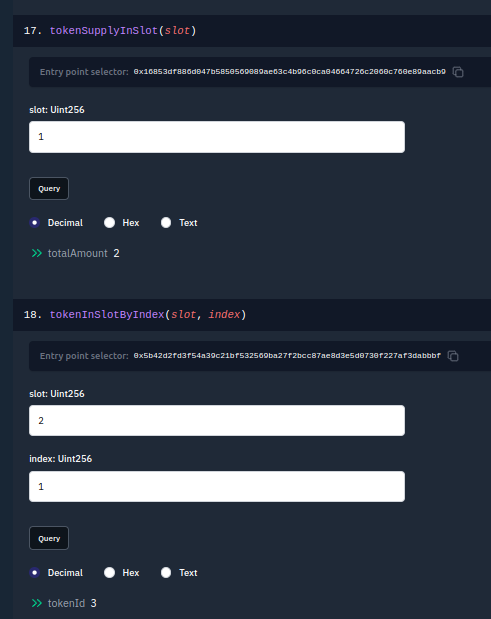 17. tokenSupplyInSlot(slot)
Entry point selector: 0x16853df886d047b5850569089ae63c4b96c0ca04664726c2060c760e89aacb9
slot: Uint256
1
Query
Decimal Hex Text
>> totalAmount 2
18. tokenInSlotByIndex(slot, index)
Entry point selector: 0x5b42d2fd3f54a39c21bf532569ba27f2bcc87ae8d3e5d0730f227af3dabbbf
slot: Uint256
2
index: Uint256
1
Query
Decimal Hex Text
>> tokenId 3